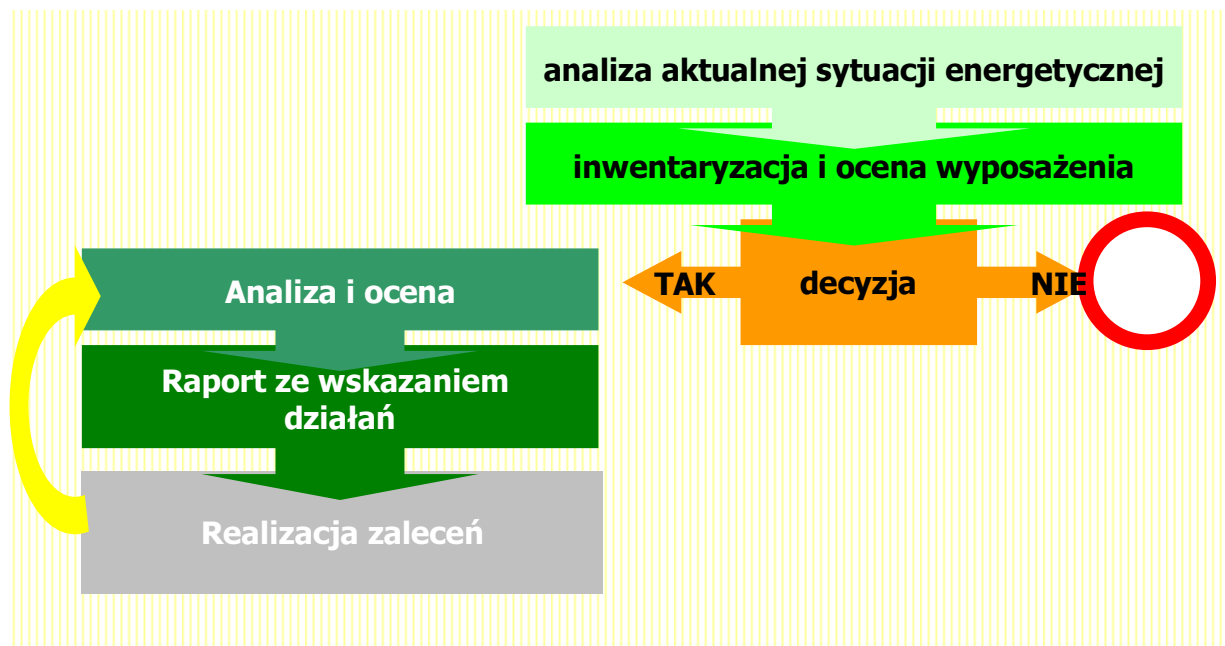 analiza aktualnej sytuacji energetycznej
inwentaryzacja i ocena wyposażenia
TAK
decyzja
NIE
Analiza i ocena
Raport ze wskazaniem
działań
Realizacja zaleceń